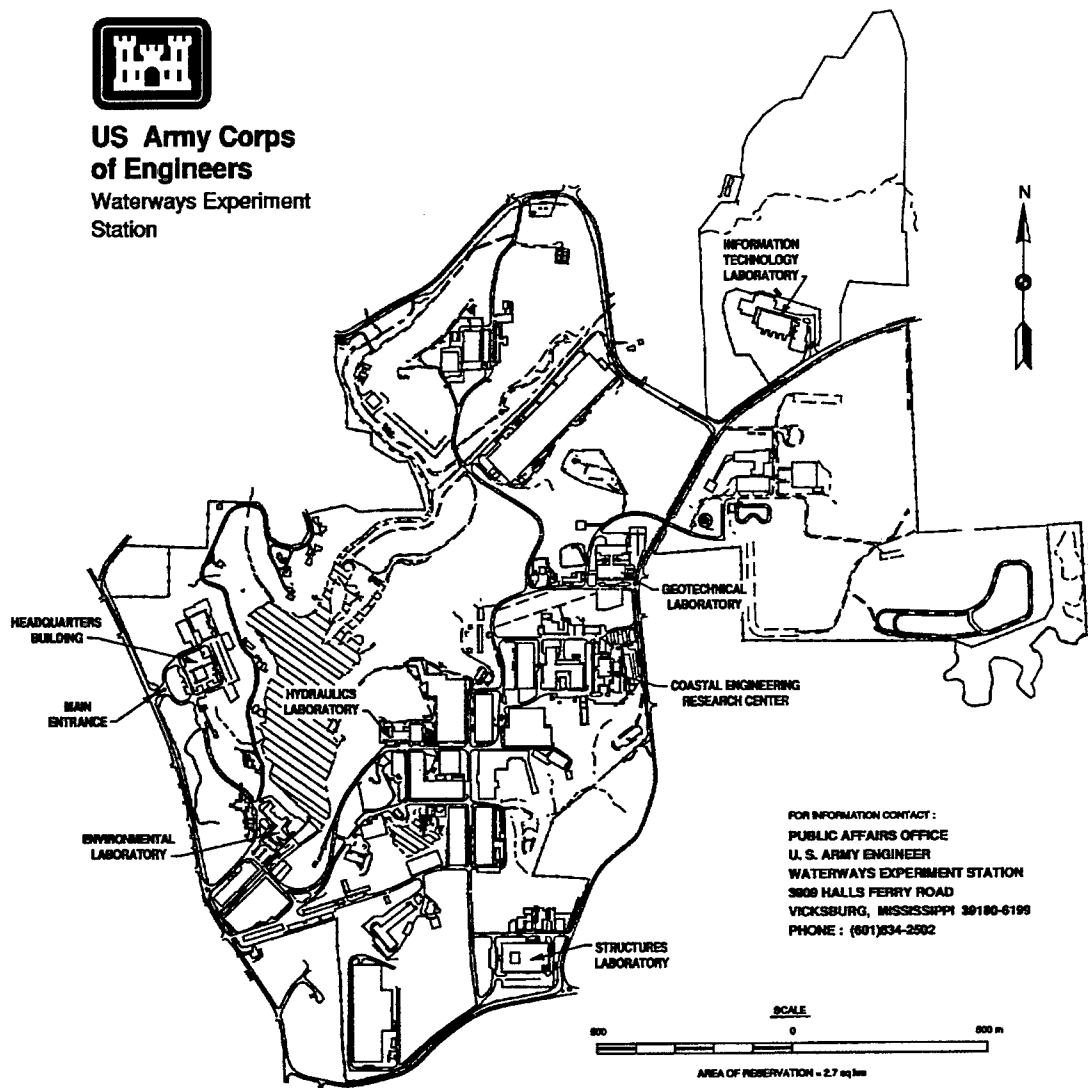 US Army Corps
of Engineers
Waterways Experiment
Station
N
INFORMATION
TECHNOLOGY
LABORATORY
HEADQUARTERS
BUILDING
MAIN
ENTRANCE
HYDRAULICS
LABORATORY
GEOTECHNICAL
LABORATORY
COASTAL ENGINEERING
RESEARCH CENTER
ENVIRONMENTAL
LABORATORY
STRUCTURES
LABORATORY
FOR INFORMATION CONTACT :
PUBLIC AFFAIRS OFFICE
U. S. ARMY ENGINEER
WATERWAYS EXPERIMENT STATION
3909 HALLS FERRY ROAD
VICKSBURG, MISSISSIPPI 39180-6199
PHONE : (601)634-2502
SCALE
500 0 500 m
AREA OF RESERVATION = 2.7 sq km